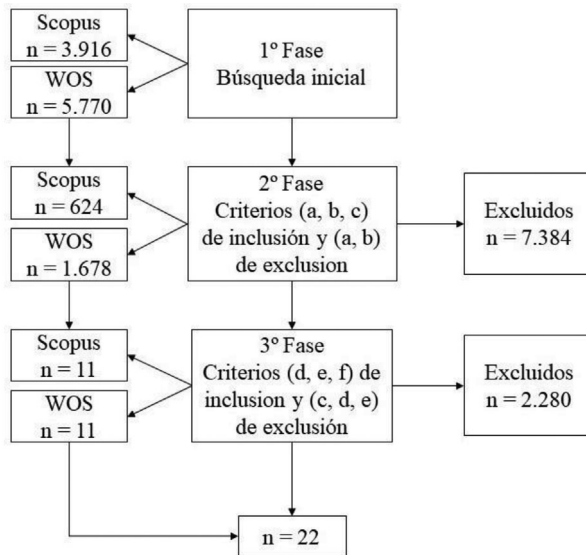 Scopus
n = 3.916
WOS
n = 5.770
1º Fase
Búsqueda inicial
Scopus
n = 624
WOS
n = 1.678
2º Fase
Criterios (a, b, c)
de inclusión y (a, b)
de exclusion
Excluidos
n = 7.384
Scopus
n = 11
WOS
n = 11
3º Fase
Criterios (d, e, f) de
inclusion y (c, d, e)
de exclusión
Excluidos
n = 2.280
n = 22